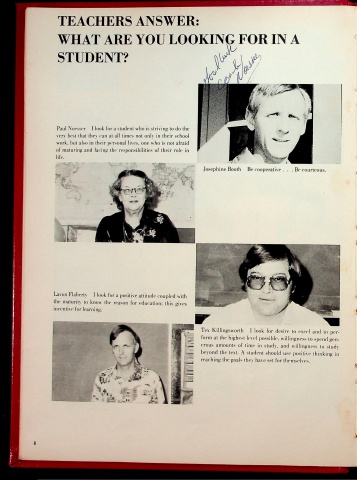 TEACHERS ANSWER:
WHAT ARE YOU LOOKING FOR IN A
STUDENT?
Good luck
Paul Norsser I look for a student who is striving to do the
very best that they can at all times not only in their school
work, but also in their personal lives, one who is not afraid
of maturing and facing the responsibilities of their role in
life.
Josephine Booth Be cooperative . . . Be courteous.
Lavon Flaherty I look for a positive attitude coupled with
the maturity to know the reason for education; this gives
incentive for learning.
Tex Killingsworth I look for desire to excel and to per-
form at the highest level possible, willingness to spend gen-
erous amounts of time in study, and willingness to study
beyond the text. A student should use positive thinking in
reaching the goals they have set for themselves.
8